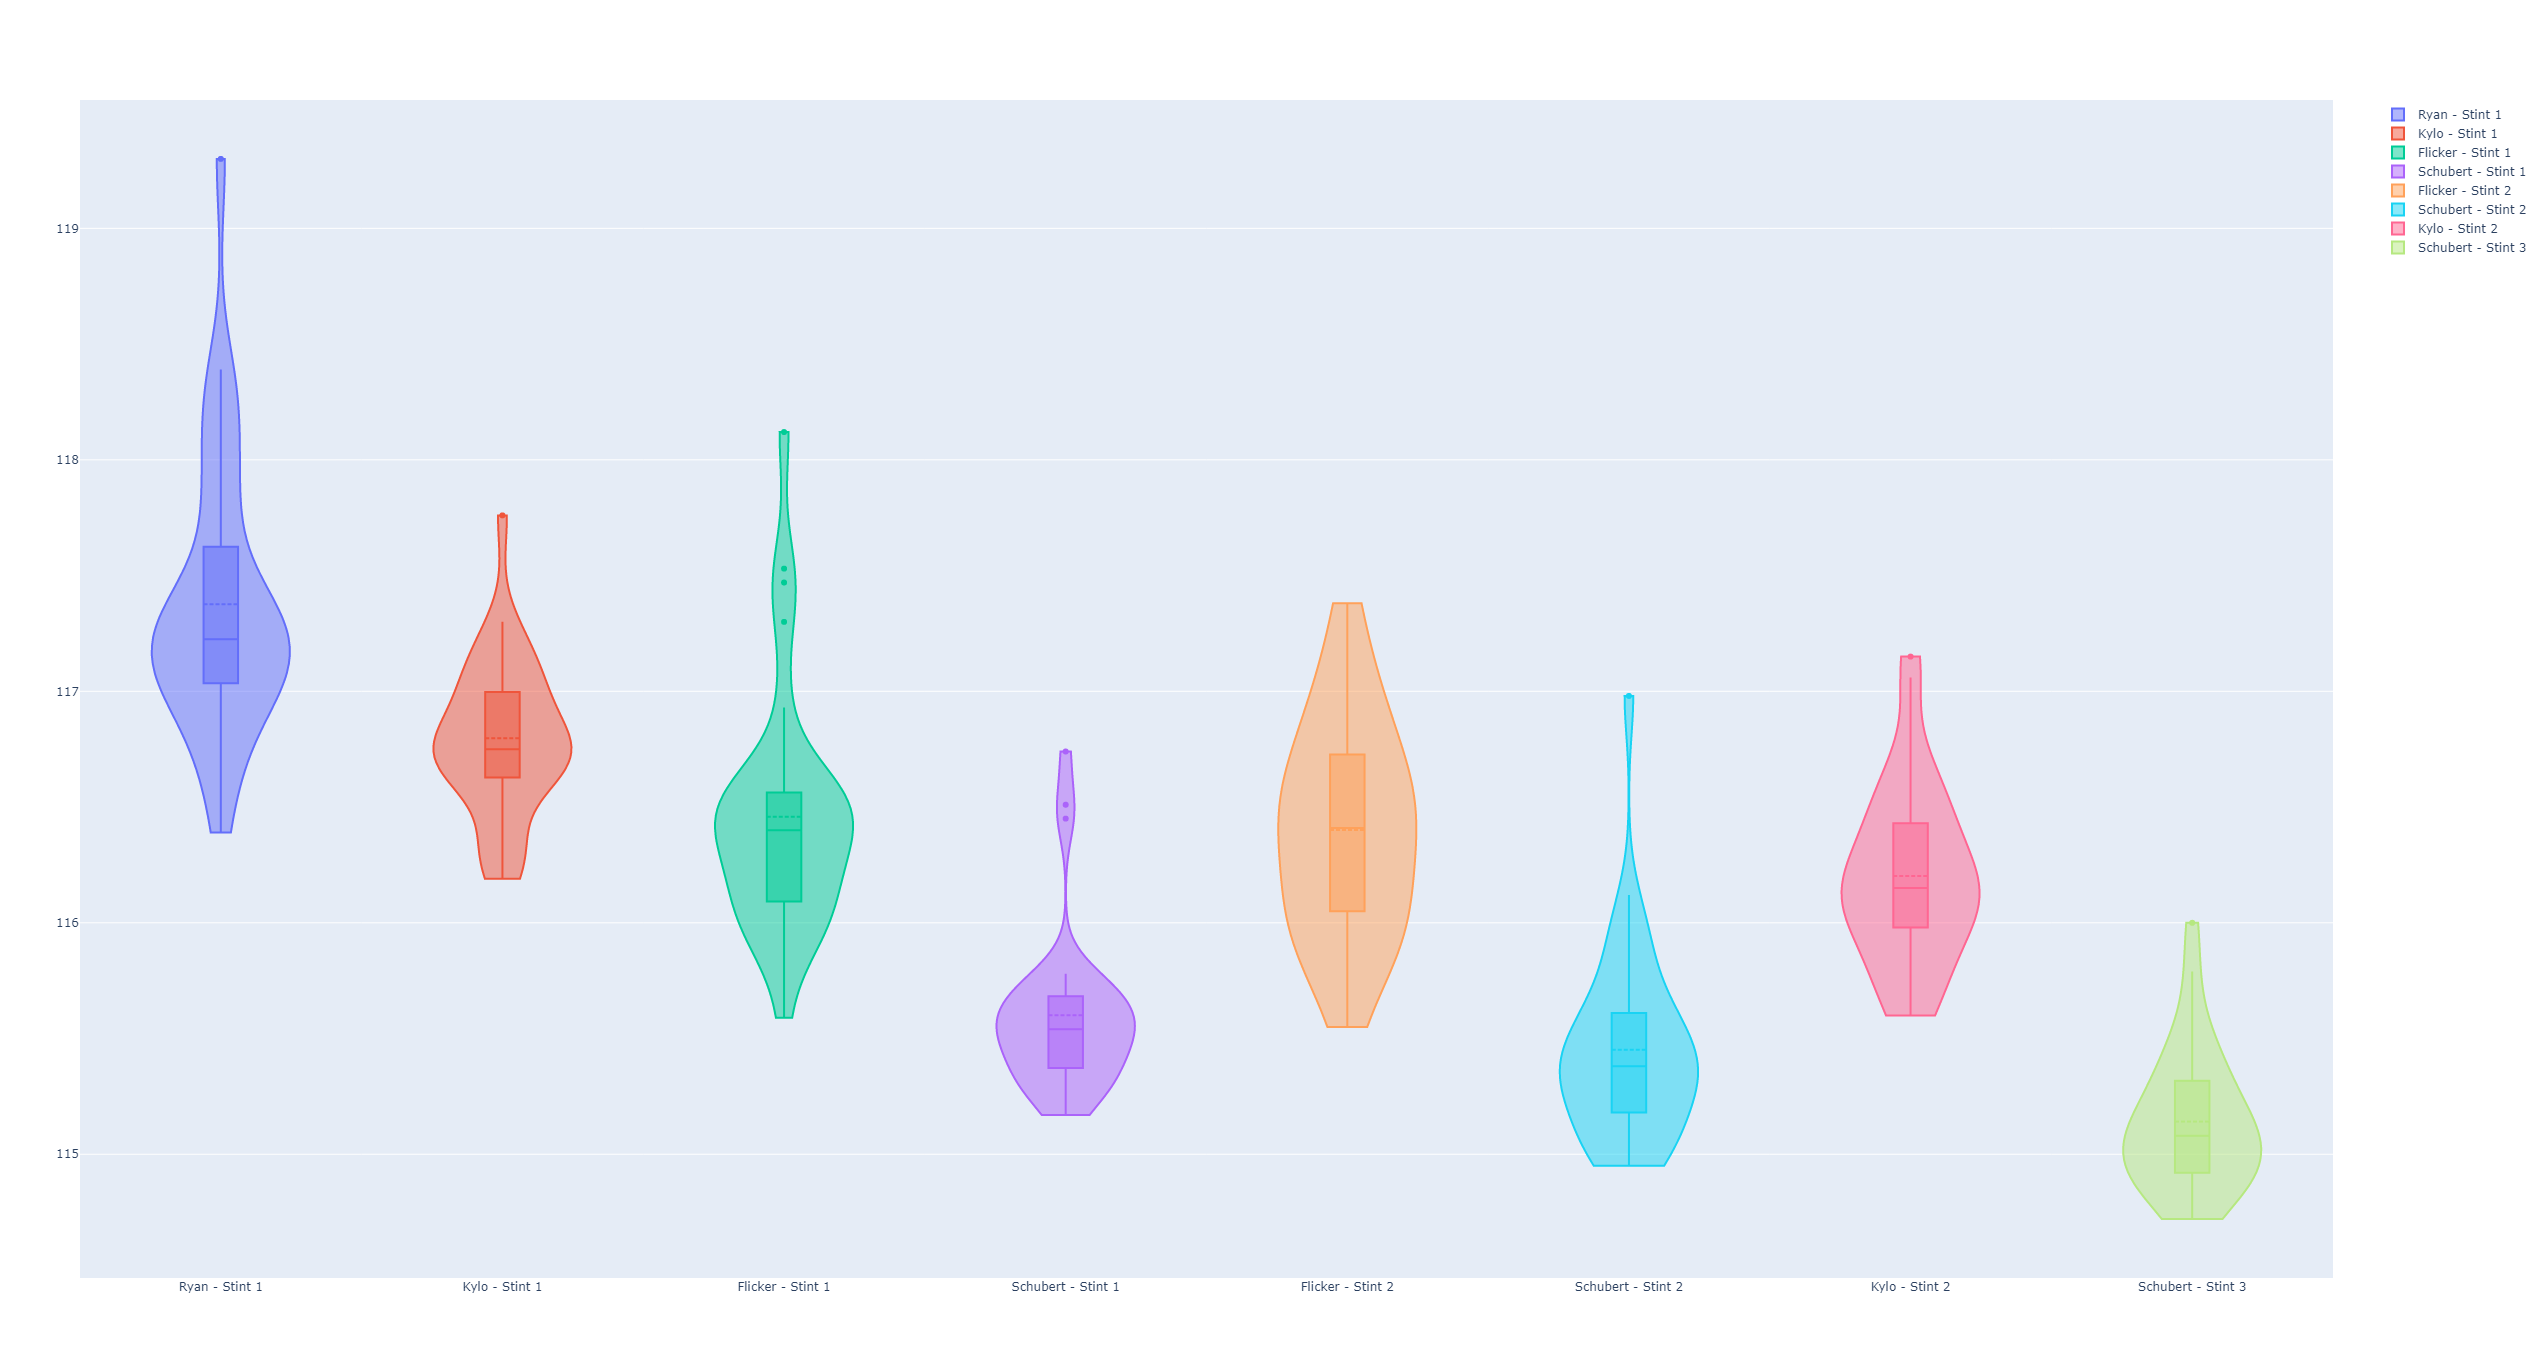 119
118
117
116
115
Ryan - Stint 1
Kylo - Stint 1
Flicker - Stint 1
Schubert - Stint 1
Flicker - Stint 2
Schubert - Stint 2
Kylo - Stint 2
Schubert - Stint 3
Ryan - Stint 1
Kylo - Stint 1
Flicker - Stint 1
Schubert - Stint 1
Flicker - Stint 2
Schubert - Stint 2
Kylo - Stint 2
Schubert - Stint 3